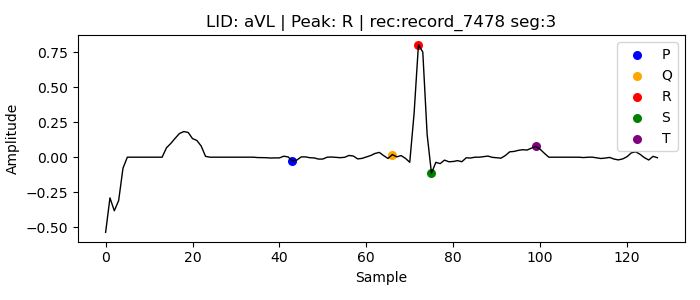 LID: aVL | Peak: R | rec:record_7478 seg:3
Amplitude
0.75
0.50
0.25
0.00
−0.25
−0.50
P
Q
R
S
T
0 20 40 60 80 100 120
Sample